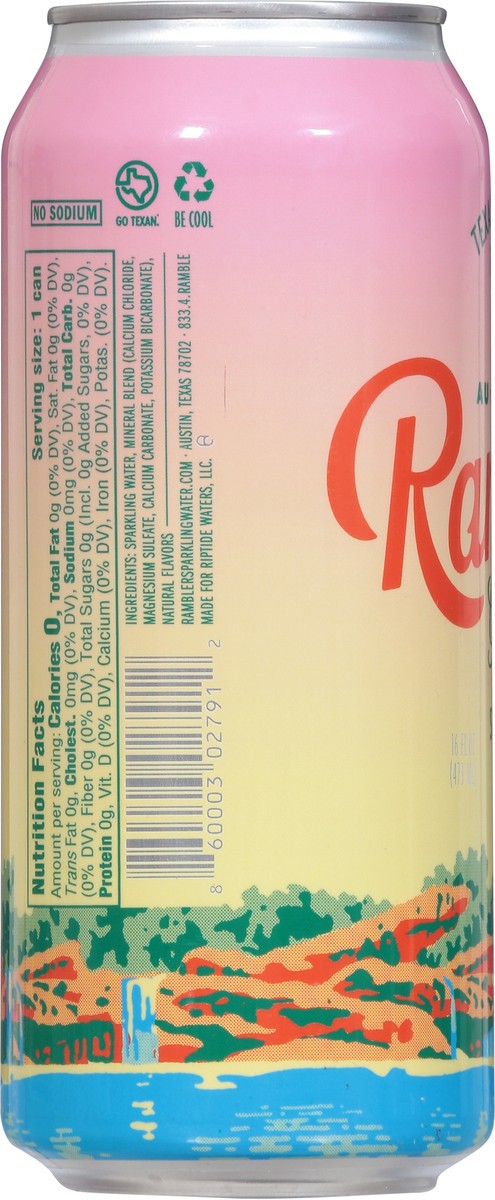 NO SODIUM
GO TEXAN.
BE COOL
Nutrition Facts Serving size: 1 can
Amount per serving: Calories 0, Total Fat 0g (0% DV), Sat. Fat 0g (0% DV),
Trans Fat 0g, Cholest. 0mg (0% DV), Sodium 0mg (0% DV), Total Carb. 0g
(0% DV), Fiber 0g (0% DV), Total Sugars 0g (Incl. 0g Added Sugars, 0% DV),
Protein 0g, Vit. D (0% DV), Calcium (0% DV), Iron (0% DV), Potas. (0% DV).
INGREDIENTS: SPARKLING WATER, MINERAL BLEND (CALCIUM CHLORIDE,
MAGNESIUM SULFATE, CALCIUM CARBONATE, POTASSIUM BICARBONATE),
NATURAL FLAVORS
RAMBLERSPARKLINGWATER.COM · AUSTIN, TEXAS 78702 · 833.4.RAMBLE
MADE FOR RIPTIDE WATERS, LLC.
8 60003 02791 2
TEXA
AU
Ra
16 FL
(47